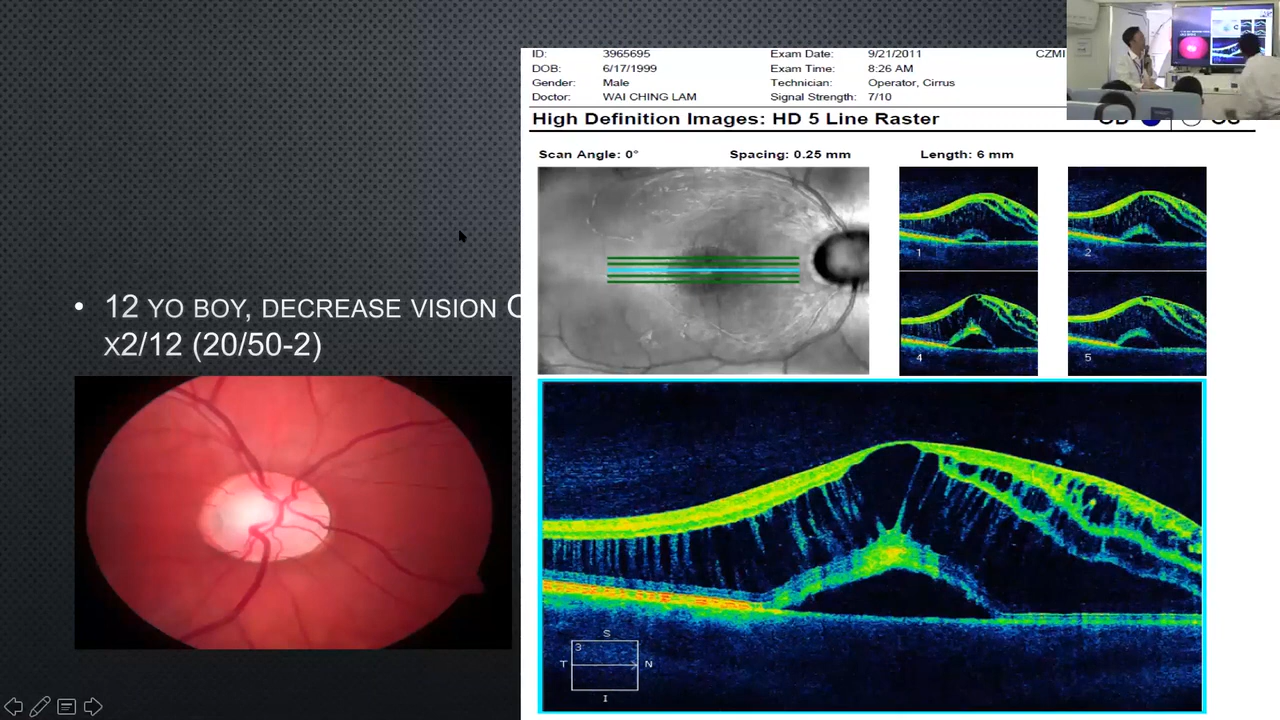 ID: 3965695 Exam Date: 9/21/2011 CZMI
DOB: 6/17/1999 Exam Time: 8:26 AM
Gender: Male Technician: Operator, Cirrus
Doctor: WAI CHING LAM Signal Strength: 7/10
High Definition Images: HD 5 Line Raster
Scan Angle: 0° Spacing: 0.25 mm Length: 6 mm
• 12 YO BOY, DECREASE VISION
x2/12 (20/50-2)
1
2
4
5
3
S
T N
I